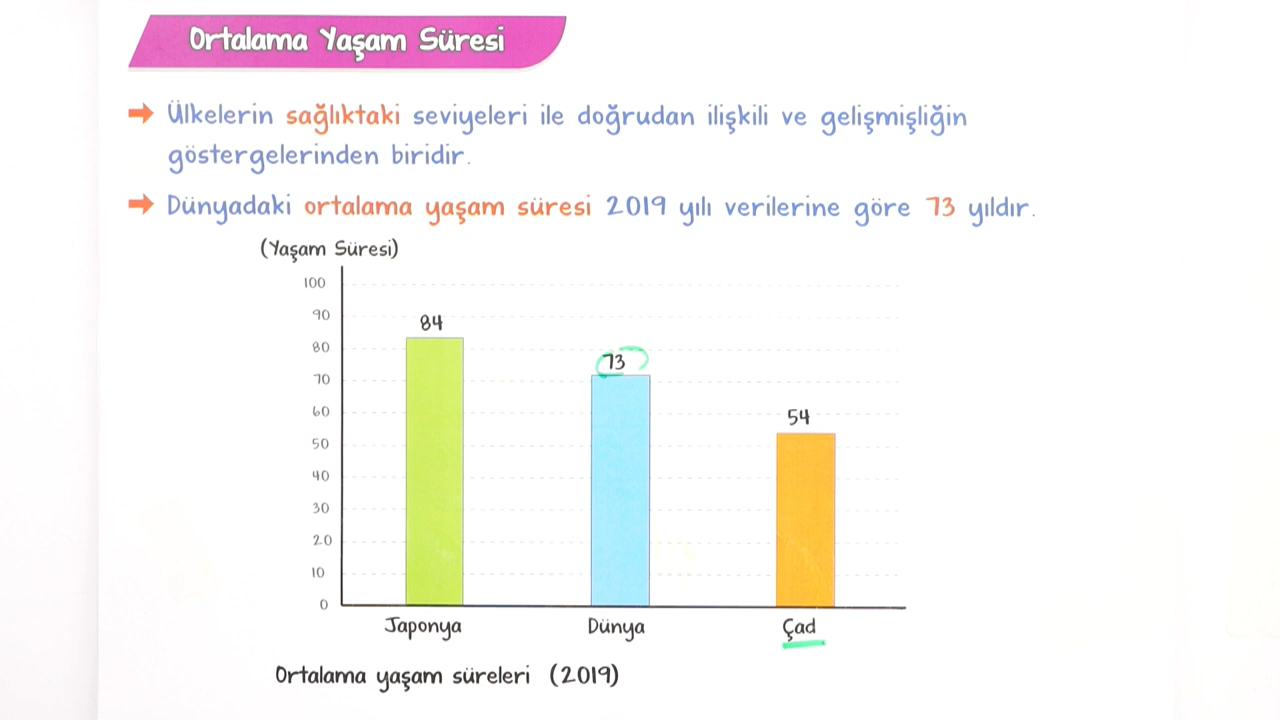 Ortalama Yaşam Süresi
Ülkelerin sağlıktaki seviyeleri ile doğrudan ilişkili ve gelişmişliğin
göstergelerinden biridir.
Dünyadaki ortalama yaşam süresi 2019 yılı verilerine göre 73 yıldır.
(Yaşam Süresi)
100
90
80
70
60
50
40
30
20
10
0
84
73
54
Japonya
Dünya
Çad
Ortalama yaşam süreleri (2019)